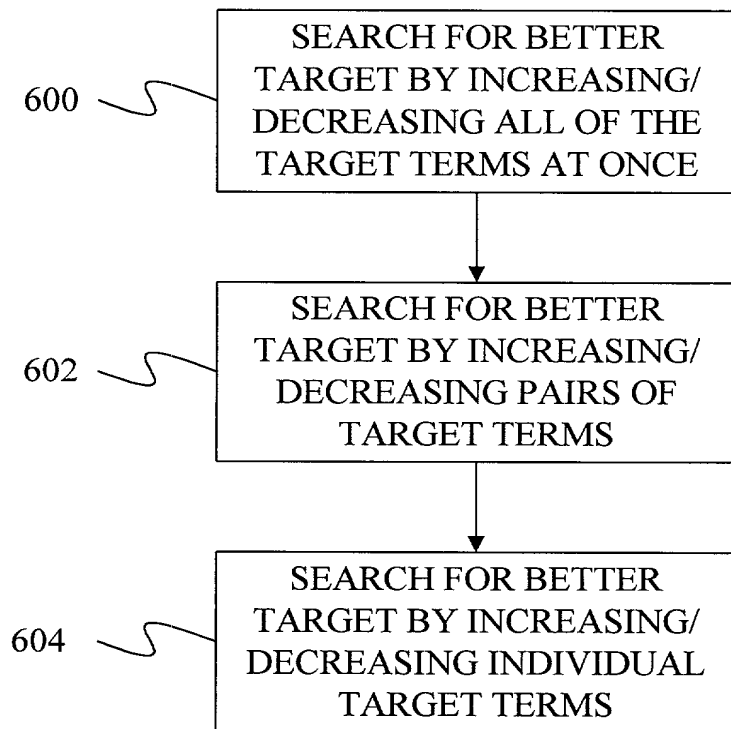 600
SEARCH FOR BETTER
TARGET BY INCREASING/
DECREASING ALL OF THE
TARGET TERMS AT ONCE
602
SEARCH FOR BETTER
TARGET BY INCREASING/
DECREASING PAIRS OF
TARGET TERMS
604
SEARCH FOR BETTER
TARGET BY INCREASING/
DECREASING INDIVIDUAL
TARGET TERMS